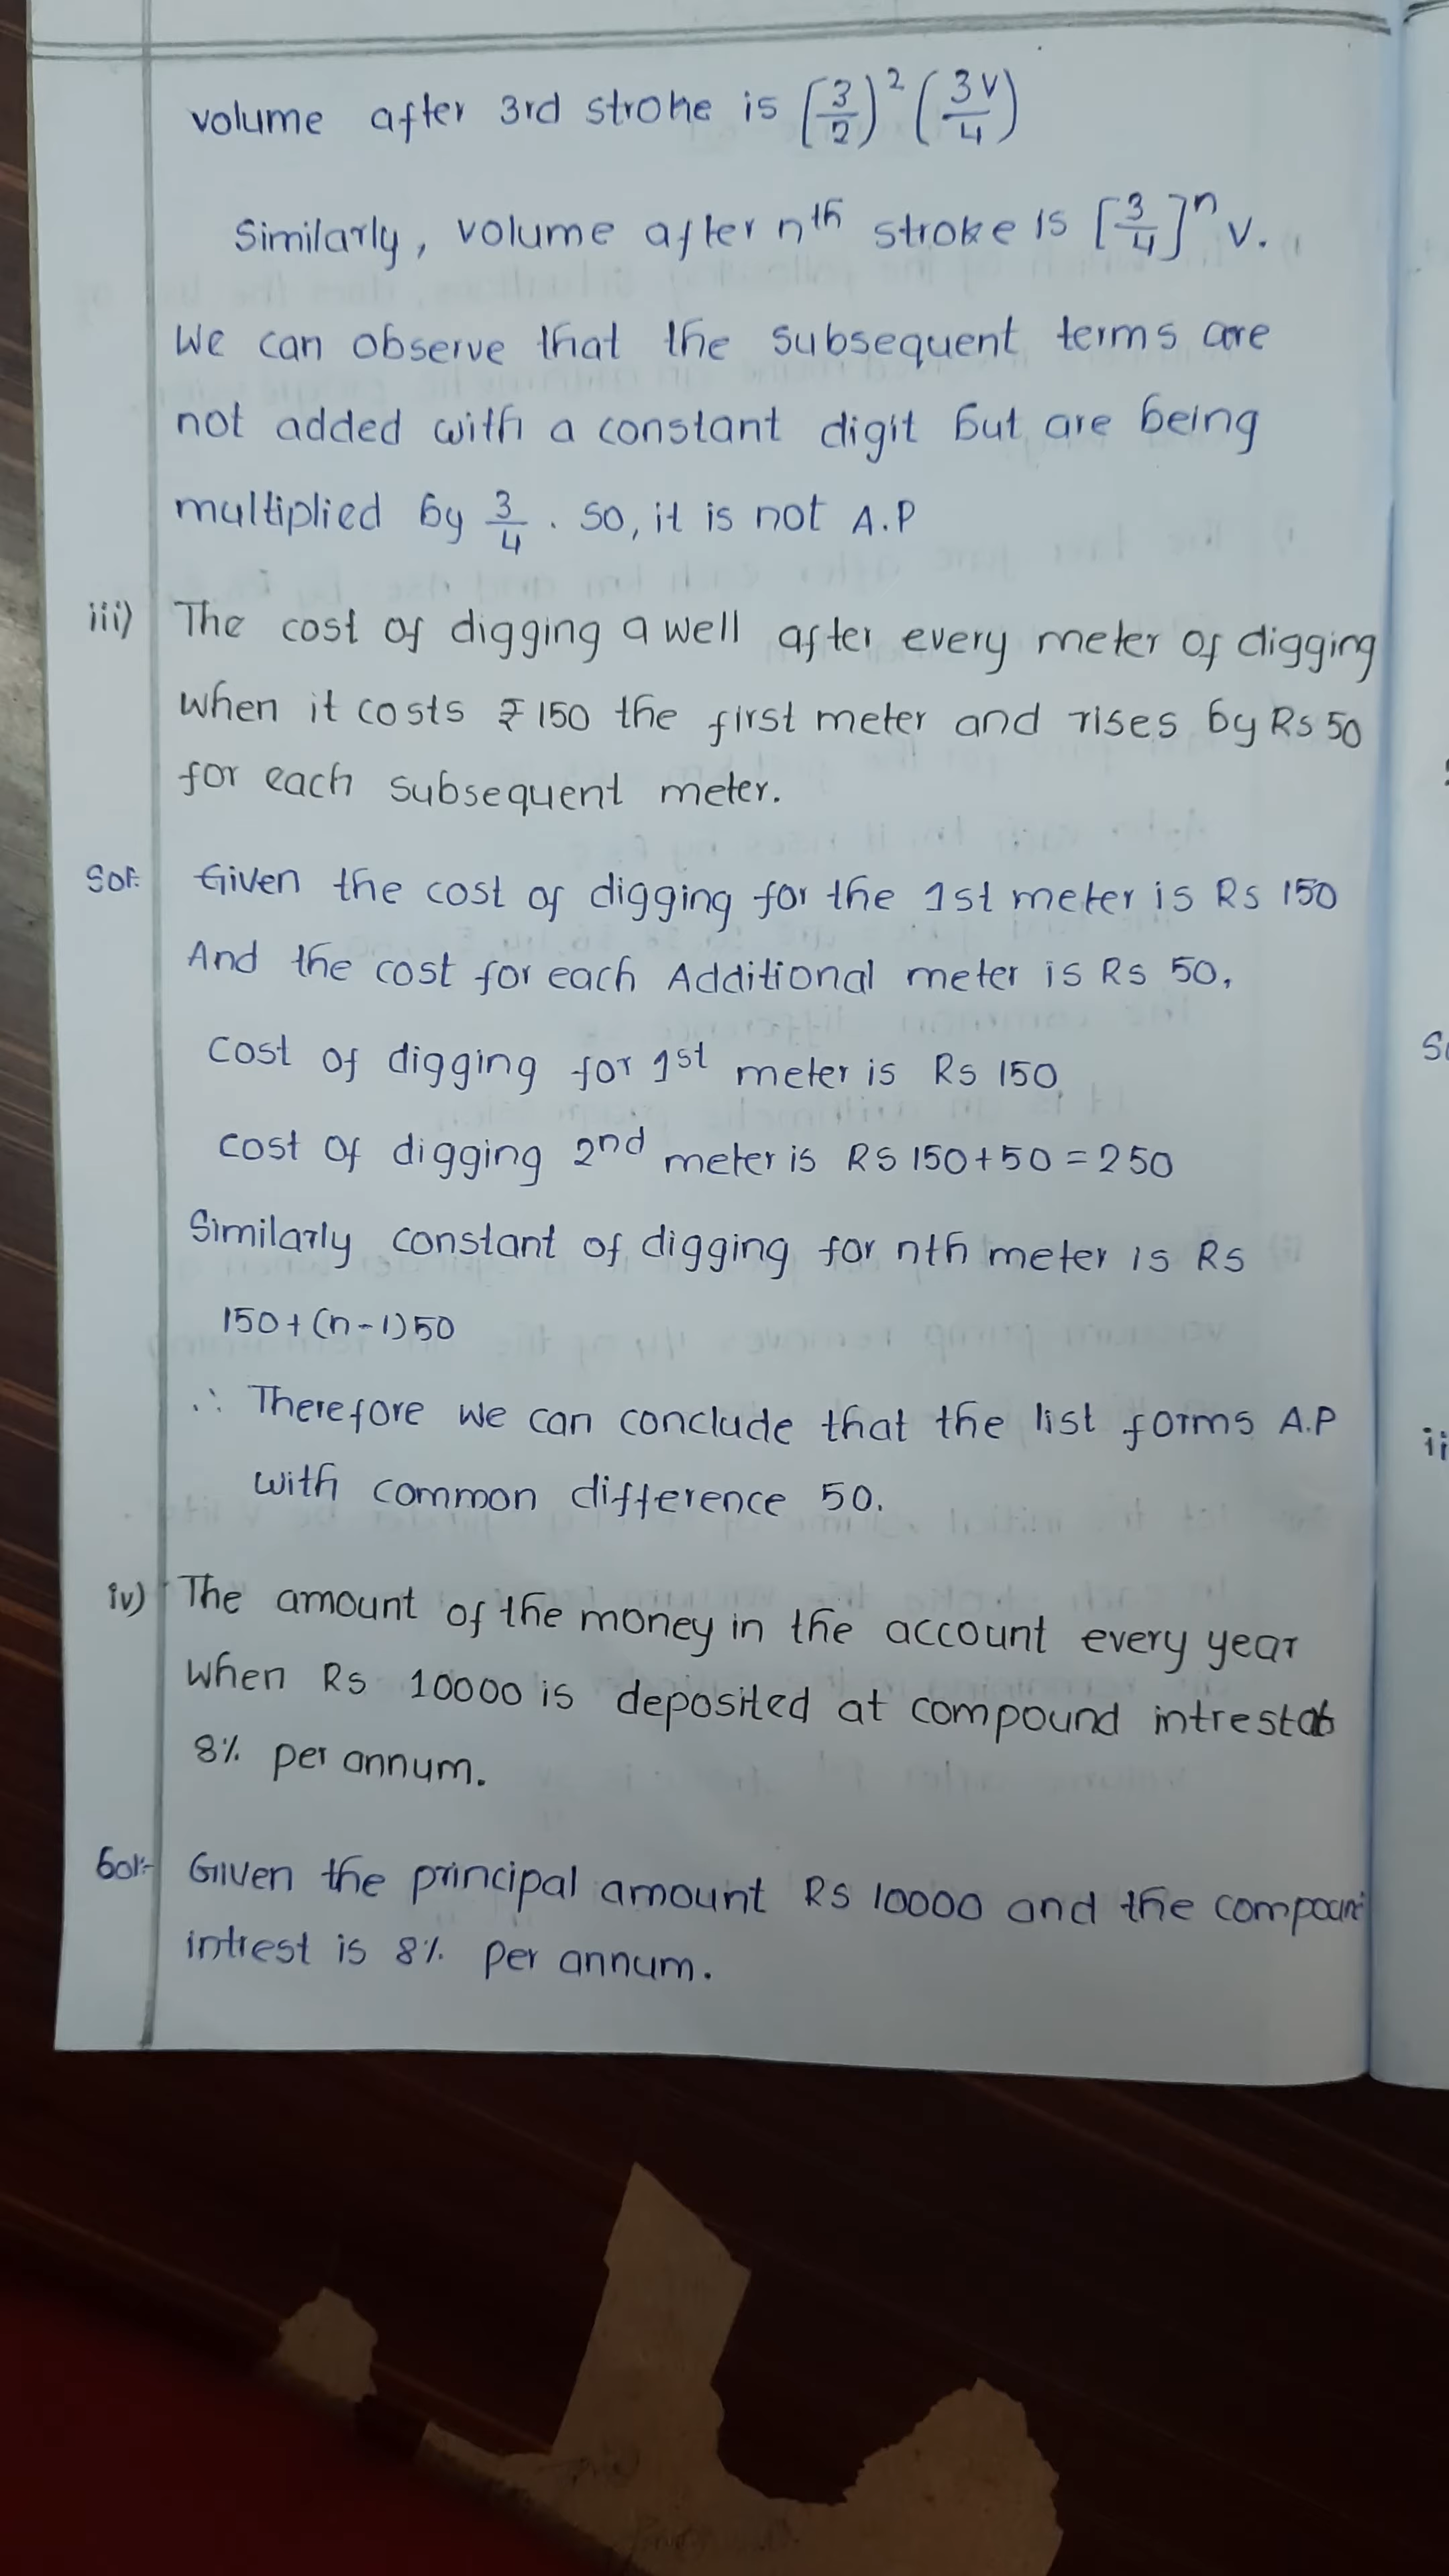 volume after 3rd stroke is (3/2)² (3V/4)
Similarly, volume after nth stroke is [3/4]ⁿ V.
We can observe that the subsequent terms are
not added with a constant digit but are being
multiplied by 3/4. So, it is not A.P
iii) The cost of digging a well after every meter of digging
when it costs ₹150 the first meter and rises by Rs 50
for each subsequent meter.
Sol: Given the cost of digging for the 1st meter is Rs 150
And the cost for each Additional meter is Rs 50,
cost of digging for 1st meter is Rs 150
cost of digging 2nd meter is Rs 150+50=250
Similarly constant of digging for nth meter is Rs
150+(n-1)50
∴ Therefore we can conclude that the list forms A.P
with common difference 50.
iv) The amount of the money in the account every year
when Rs 10000 is deposited at compound intrest at
8% per annum.
Sol:- Given the principal amount Rs 10000 and the
intrest is 8% per annum.